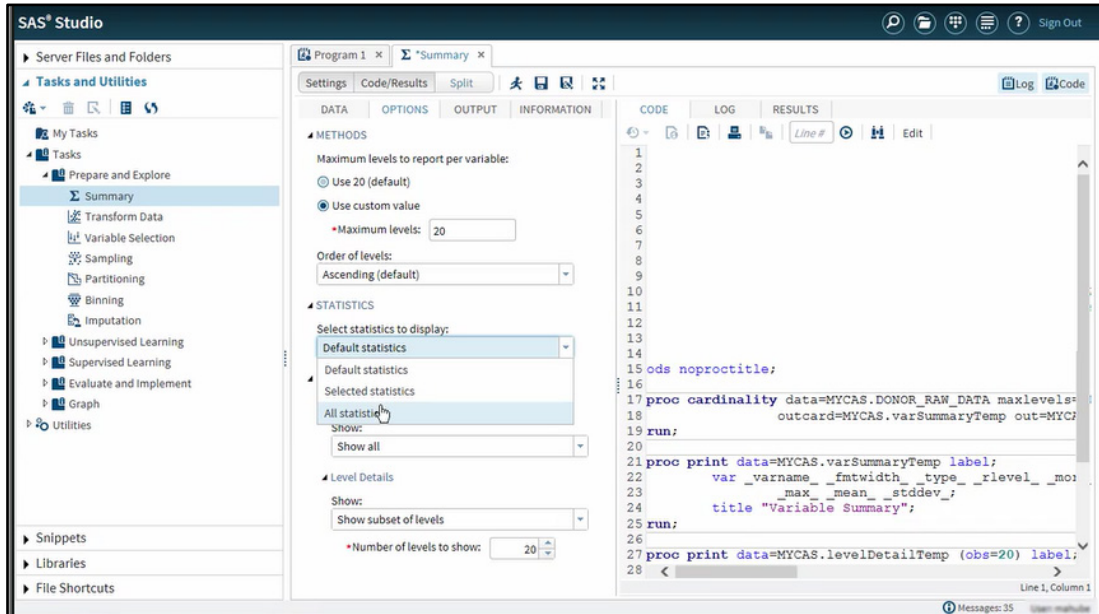 SAS® Studio
Sign Out
Server Files and Folders
Tasks and Utilities
My Tasks
Tasks
Prepare and Explore
Σ Summary
Transform Data
Variable Selection
Sampling
Partitioning
Binning
Imputation
Unsupervised Learning
Supervised Learning
Evaluate and Implement
Graph
Utilities
Snippets
Libraries
File Shortcuts
Program 1 × Σ *Summary ×
Settings Code/Results Split
Log Code
DATA OPTIONS OUTPUT INFORMATION
METHODS
Maximum levels to report per variable:
Use 20 (default)
Use custom value
*Maximum levels: 20
Order of levels:
Ascending (default)
STATISTICS
Select statistics to display:
Default statistics
Default statistics
Selected statistics
All statistics
Show:
Show all
Level Details
Show:
Show subset of levels
*Number of levels to show: 20
CODE LOG RESULTS
Line # Edit
1
2
3
4
5
6
7
8
9
10
11
12
13
14
15 ods noproctitle;
16
17 proc cardinality data=MYCAS.DONOR_RAW_DATA maxlevels=
18 outcard=MYCAS.varSummaryTemp out=MYCA
19 run;
20
21 proc print data=MYCAS.varSummaryTemp label;
22 var _varname_ _fmtwidth_ _type_ _rlevel_ _mo
23 _max_ _mean_ _stddev_;
24 title "Variable Summary";
25 run;
26
27 proc print data=MYCAS.levelDetailTemp (obs=20) label;
28
Line 1, Column 1
Messages: 35